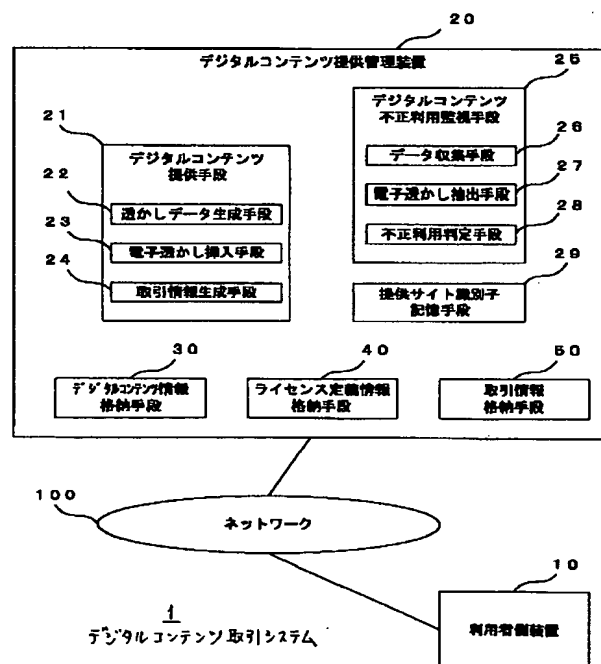 20
デジタルコンテンツ提供管理装置
25
デジタルコンテンツ
不正利用監視手段
26
データ収集手段
27
電子透かし抽出手段
28
不正利用判定手段
21
デジタルコンテンツ
提供手段
22
透かしデータ生成手段
23
電子透かし挿入手段
24
取引情報生成手段
29
提供サイト識別子
記憶手段
30
デジタルコンテンツ情報
格納手段
40
ライセンス定義情報
格納手段
50
取引情報
格納手段
100
ネットワーク
10
利用者側装置
1
デジタルコンテンツ取引システム